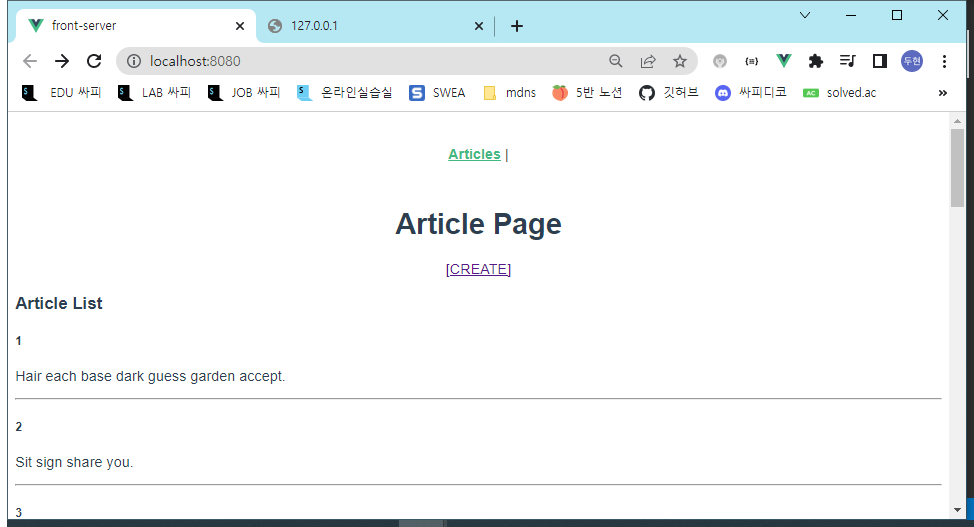 front-server
127.0.0.1
localhost:8080
두현
EDU 싸피
LAB 싸피
JOB 싸피
온라인실습실
SWEA
mdns
5반 노션
깃허브
싸피디코
AC
solved.ac
»
Articles |
Article Page
[CREATE]
Article List
1
Hair each base dark guess garden accept.
2
Sit sign share you.
3